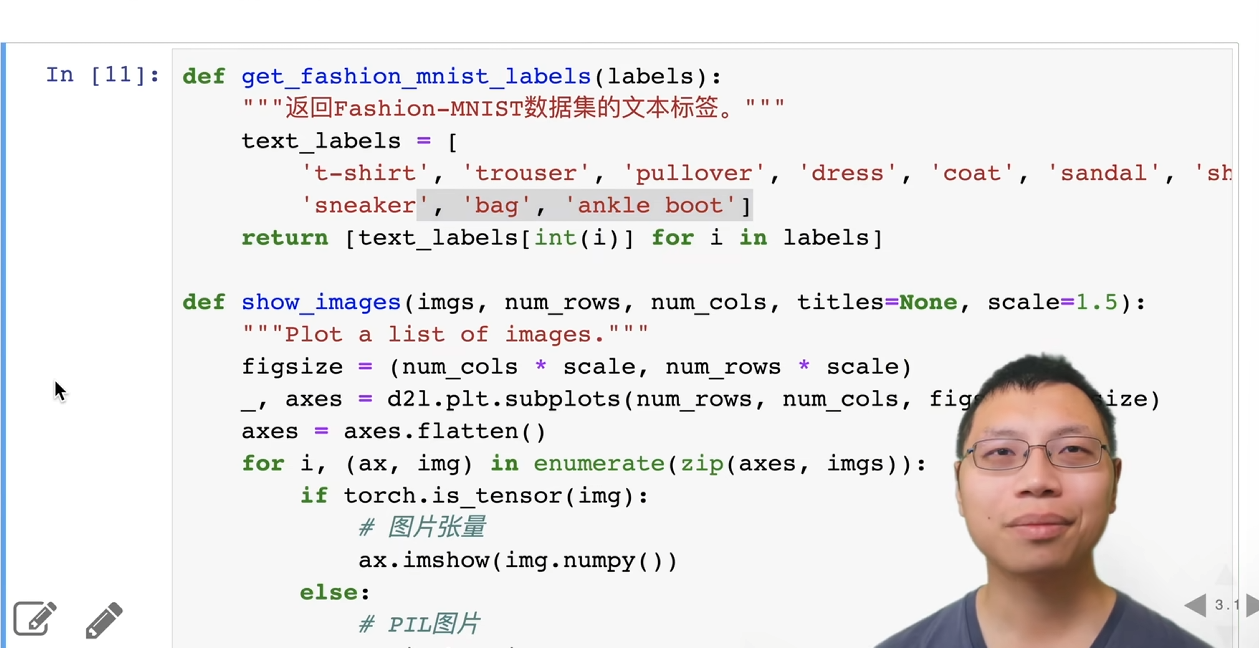 In [11]:
def get_fashion_mnist_labels(labels):
"""返回Fashion-MNIST数据集的文本标签。"""
text_labels = [
't-shirt', 'trouser', 'pullover', 'dress', 'coat', 'sandal', 'sh
'sneaker', 'bag', 'ankle boot']
return [text_labels[int(i)] for i in labels]
def show_images(imgs, num_rows, num_cols, titles=None, scale=1.5):
"""Plot a list of images."""
figsize = (num_cols * scale, num_rows * scale)
_, axes = d2l.plt.subplots(num_rows, num_cols, figs size)
axes = axes.flatten()
for i, (ax, img) in enumerate(zip(axes, imgs)):
if torch.is_tensor(img):
# 图片张量
ax.imshow(img.numpy())
else:
# PIL图片
3.1